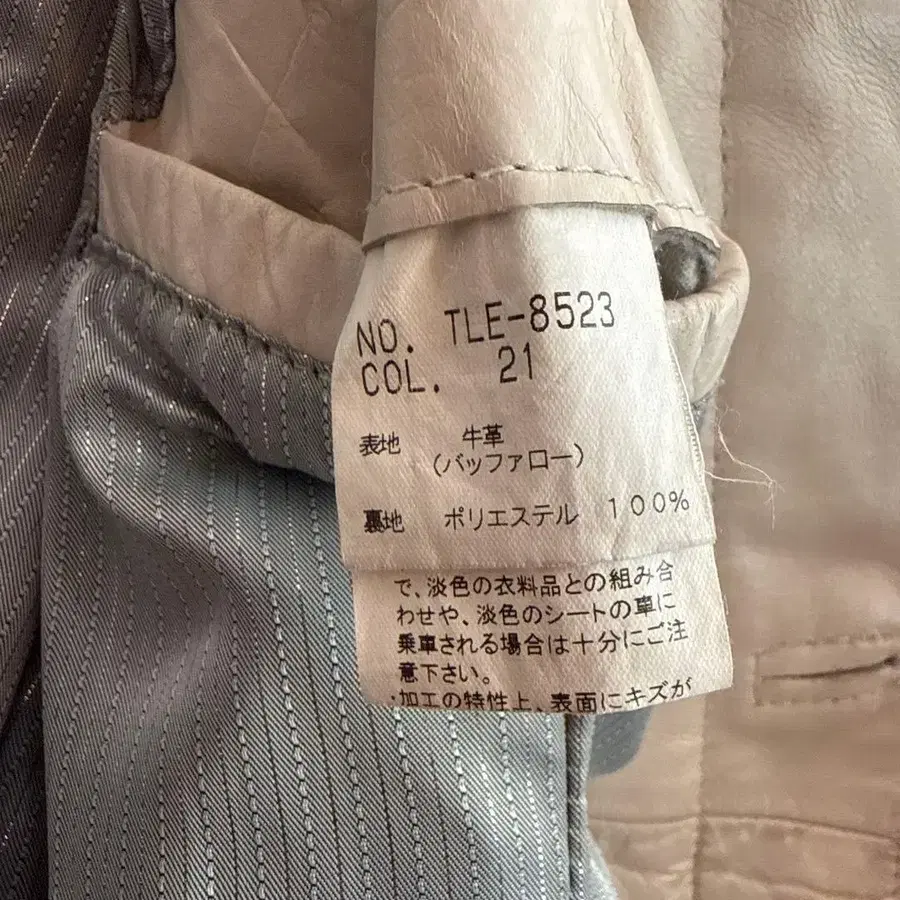 NO. TLE-8523
COL. 21
表地 牛革
(バッファロー)
裏地 ポリエステル 100%
で、淡色の衣料品との組み合
わせや、淡色のシートの車に
乗車される場合は十分にご注
意下さい。
・加工の特性上、表面にキズが